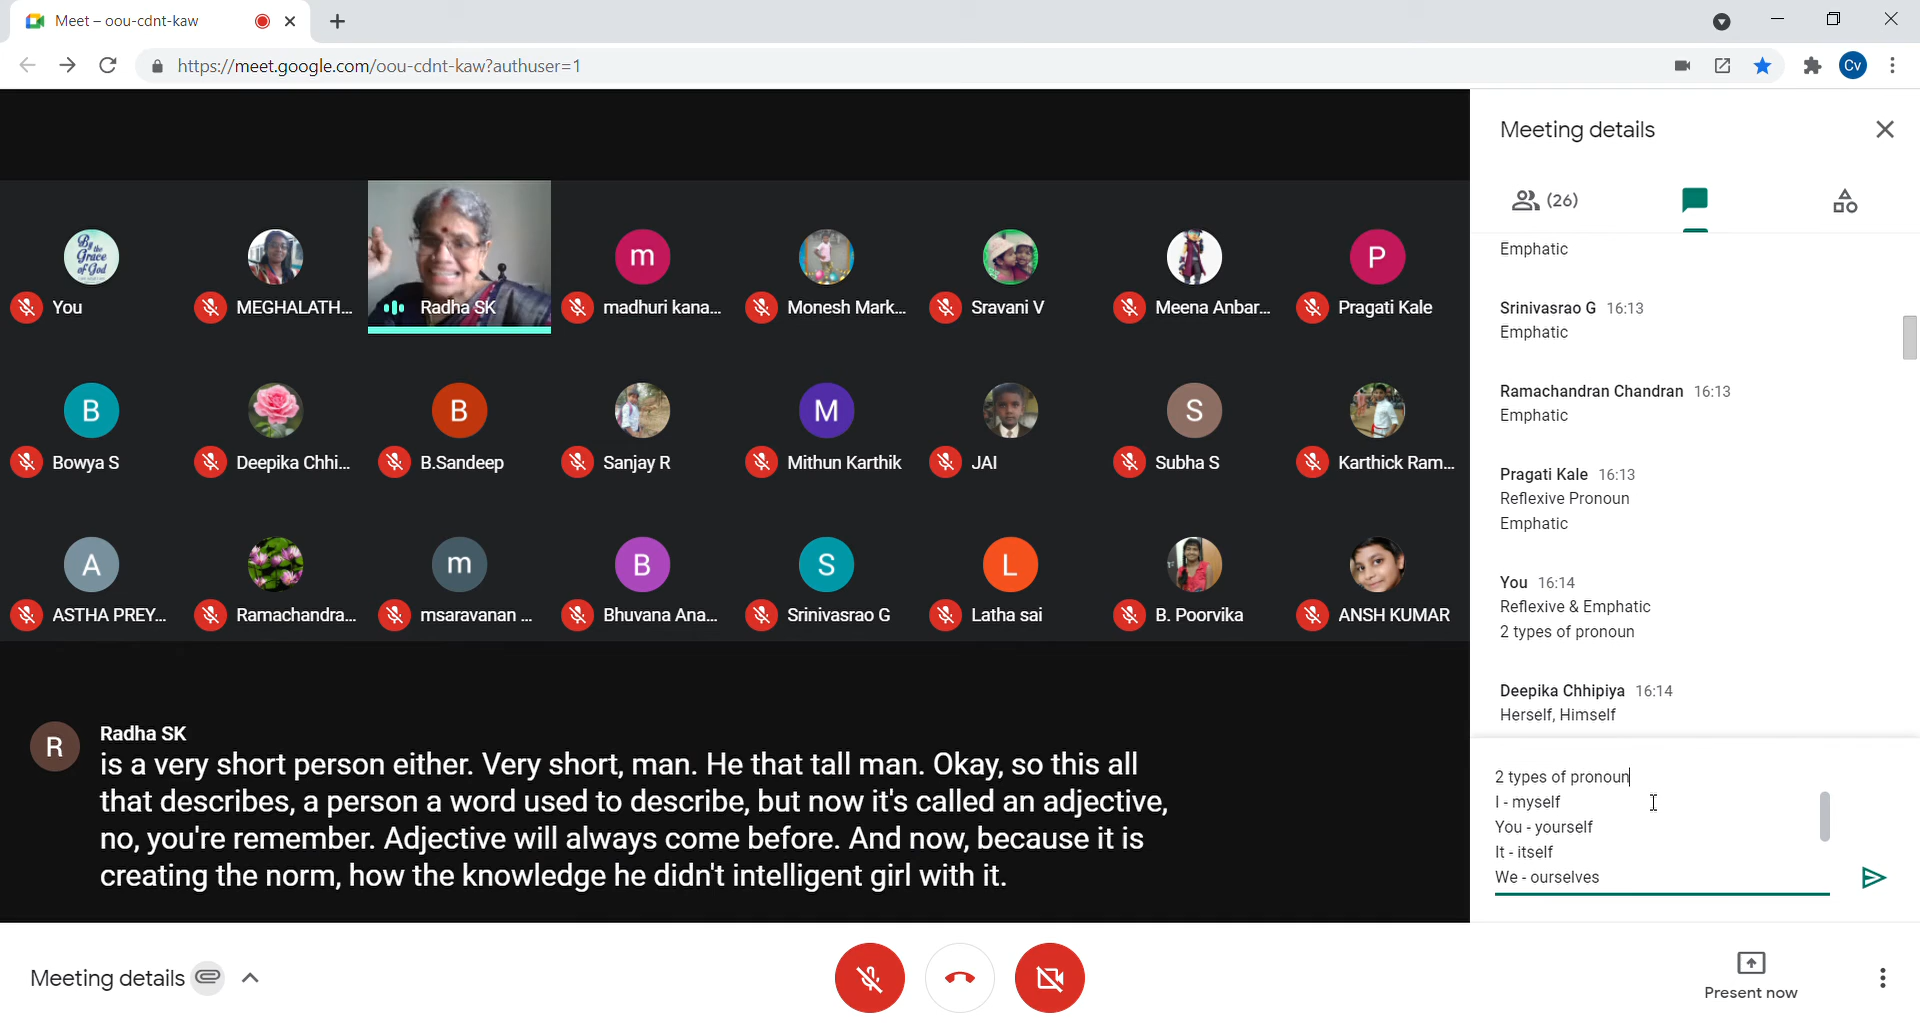 Meet – oou-cdnt-kaw
https://meet.google.com/oou-cdnt-kaw?authuser=1
Cv
Meeting details
(26)
By the Grace of God
You
MEGHALATH...
Radha SK
m
madhuri kana...
Monesh Mark...
Sravani V
Meena Anbar...
P
Pragati Kale
B
Bowya S
Deepika Chhi...
B
B.Sandeep
Sanjay R
M
Mithun Karthik
JAI
S
Subha S
Karthick Ram...
A
ASTHA PREY...
Ramachandra...
m
msaravanan ...
B
Bhuvana Ana...
S
Srinivasrao G
L
Latha sai
B. Poorvika
ANSH KUMAR
R
Radha SK
is a very short person either. Very short, man. He that tall man. Okay, so this all
that describes, a person a word used to describe, but now it's called an adjective,
no, you're remember. Adjective will always come before. And now, because it is
creating the norm, how the knowledge he didn't intelligent girl with it.
Emphatic
Srinivasrao G 16:13
Emphatic
Ramachandran Chandran 16:13
Emphatic
Pragati Kale 16:13
Reflexive Pronoun
Emphatic
You 16:14
Reflexive & Emphatic
2 types of pronoun
Deepika Chhipiya 16:14
Herself, Himself
2 types of pronoun
I - myself
You - yourself
It - itself
We - ourselves
Meeting details
Present now